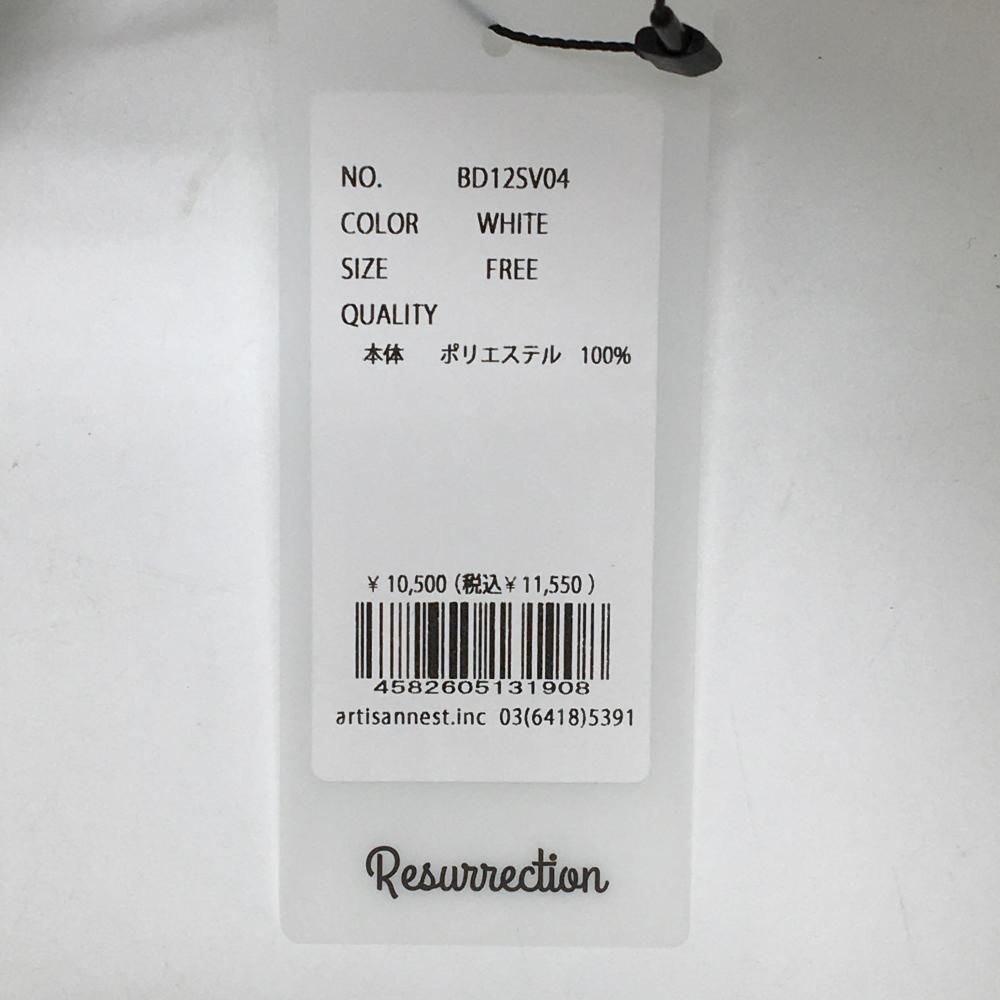 NO. BD12SV04
COLOR WHITE
SIZE FREE
QUALITY
本体 ポリエステル 100%
¥ 10,500 (税込¥ 11,550 )
4582605131908
artisannest.inc 03(6418)5391
Resurrection